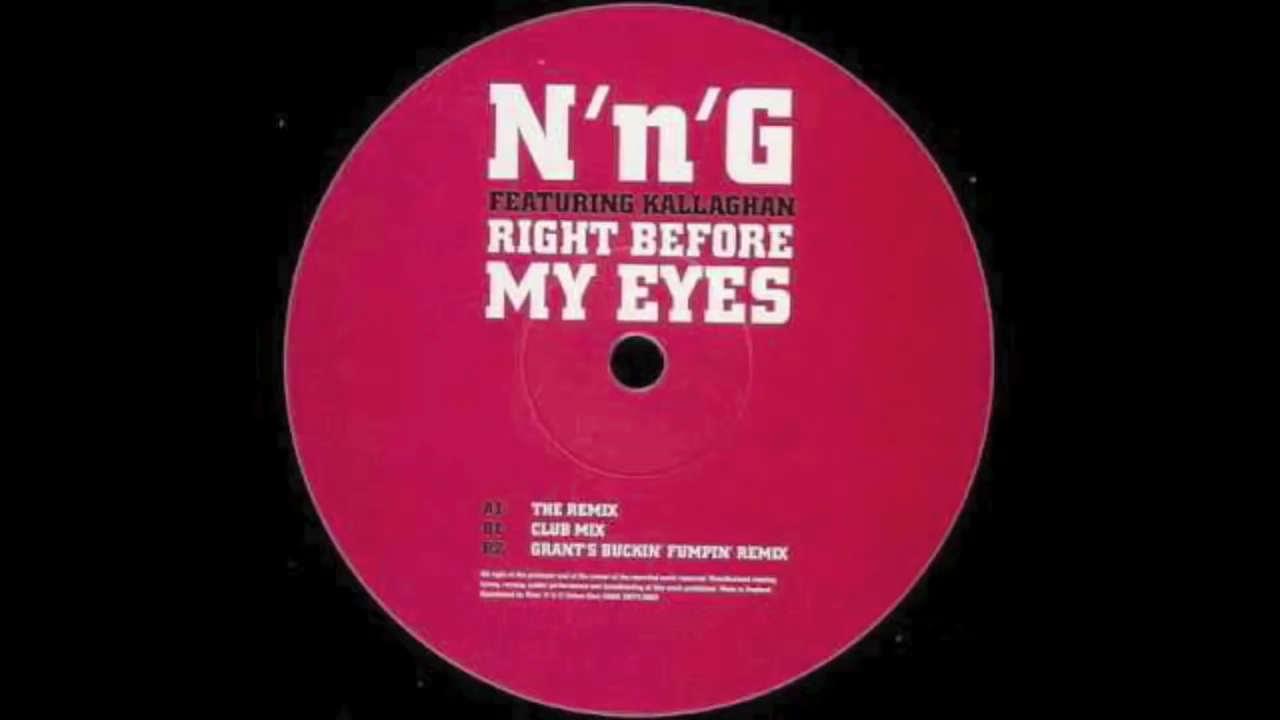 N'n'G
FEATURING KALLAGHAN
RIGHT BEFORE
MY EYES
A1 THE REMIX
B1 CLUB MIX
B2 GRANT'S BUCKIN' FUMPIN' REMIX